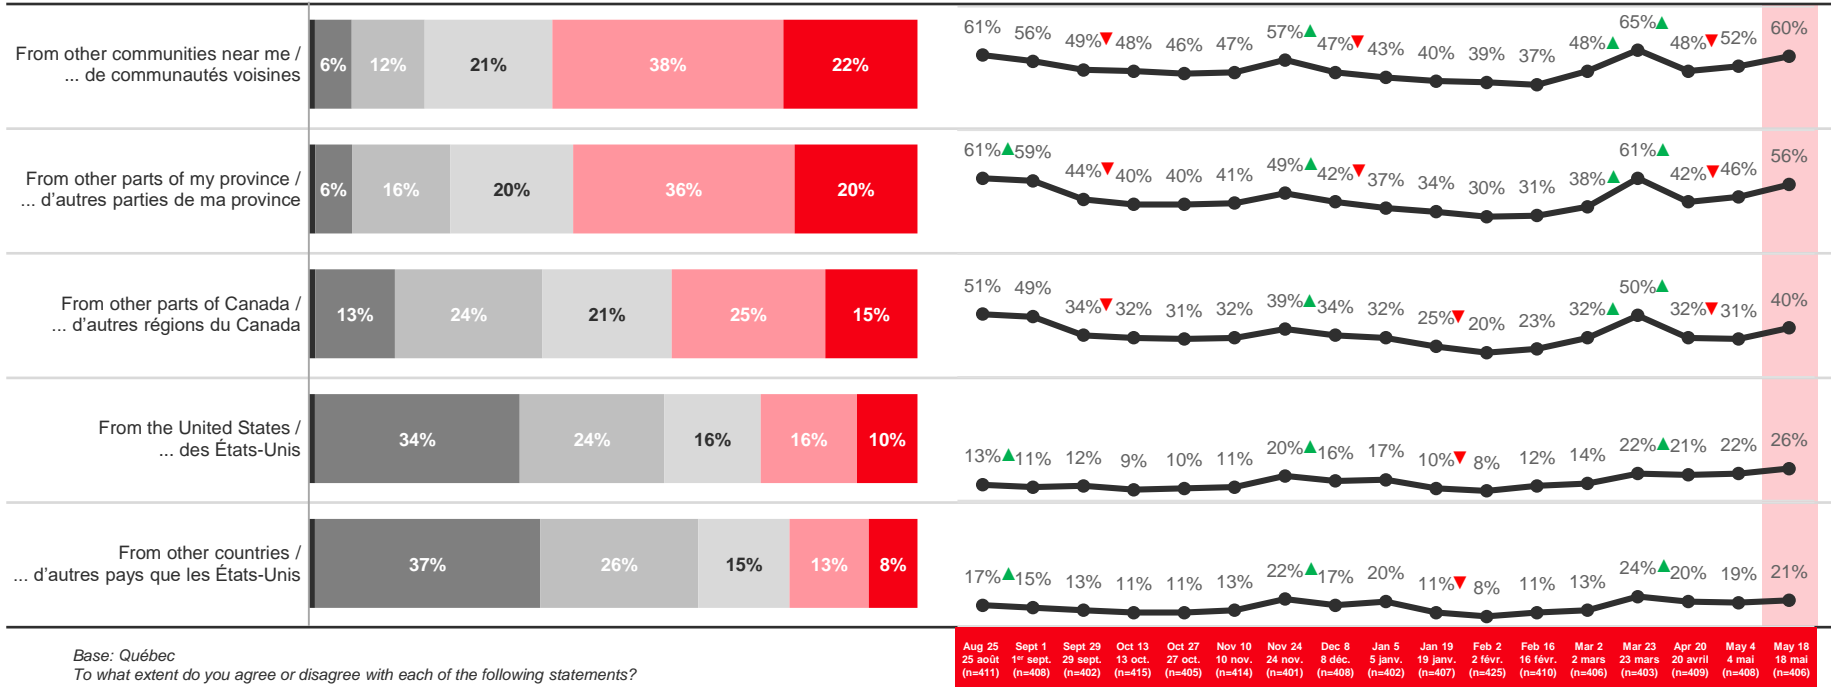 From other communities near me /
... de communautés voisines
6% 12% 21% 38% 22%
61% 56% 49% 48% 46% 47% 57% 47% 43% 40% 39% 37% 48% 65% 48% 52% 60%
From other parts of my province /
... d'autres parties de ma province
6% 16% 20% 36% 20%
61% 59% 44% 40% 40% 41% 49% 42% 37% 34% 30% 31% 38% 61% 42% 46% 56%
From other parts of Canada /
... d'autres régions du Canada
13% 24% 21% 25% 15%
51% 49% 34% 32% 31% 32% 39% 34% 32% 25% 20% 23% 32% 50% 32% 31% 40%
From the United States /
... des États-Unis
34% 24% 16% 16% 10%
13% 11% 12% 9% 10% 11% 20% 16% 17% 10% 8% 12% 14% 22% 21% 22% 26%
From other countries /
... d'autres pays que les États-Unis
37% 26% 15% 13% 8%
17% 15% 13% 11% 11% 13% 22% 17% 20% 11% 8% 11% 13% 24% 20% 19% 21%
Aug 25 Sept 1 Sept 29 Oct 13 Oct 27 Nov 10 Nov 24 Dec 8 Jan 5 Jan 19 Feb 2 Feb 16 Mar 2 Mar 23 Apr 20 May 4 May 18
25 août 1er sept. 29 sept. 13 oct. 27 oct. 10 nov. 24 nov. 8 déc. 5 janv. 19 janv. 2 févr. 16 févr. 2 mars 23 mars 20 avril 4 mai 18 mai
(n=411) (n=408) (n=402) (n=415) (n=405) (n=414) (n=401) (n=408) (n=402) (n=407) (n=425) (n=410) (n=406) (n=403) (n=409) (n=408) (n=406)
Base: Québec
To what extent do you agree or disagree with each of the following statements?